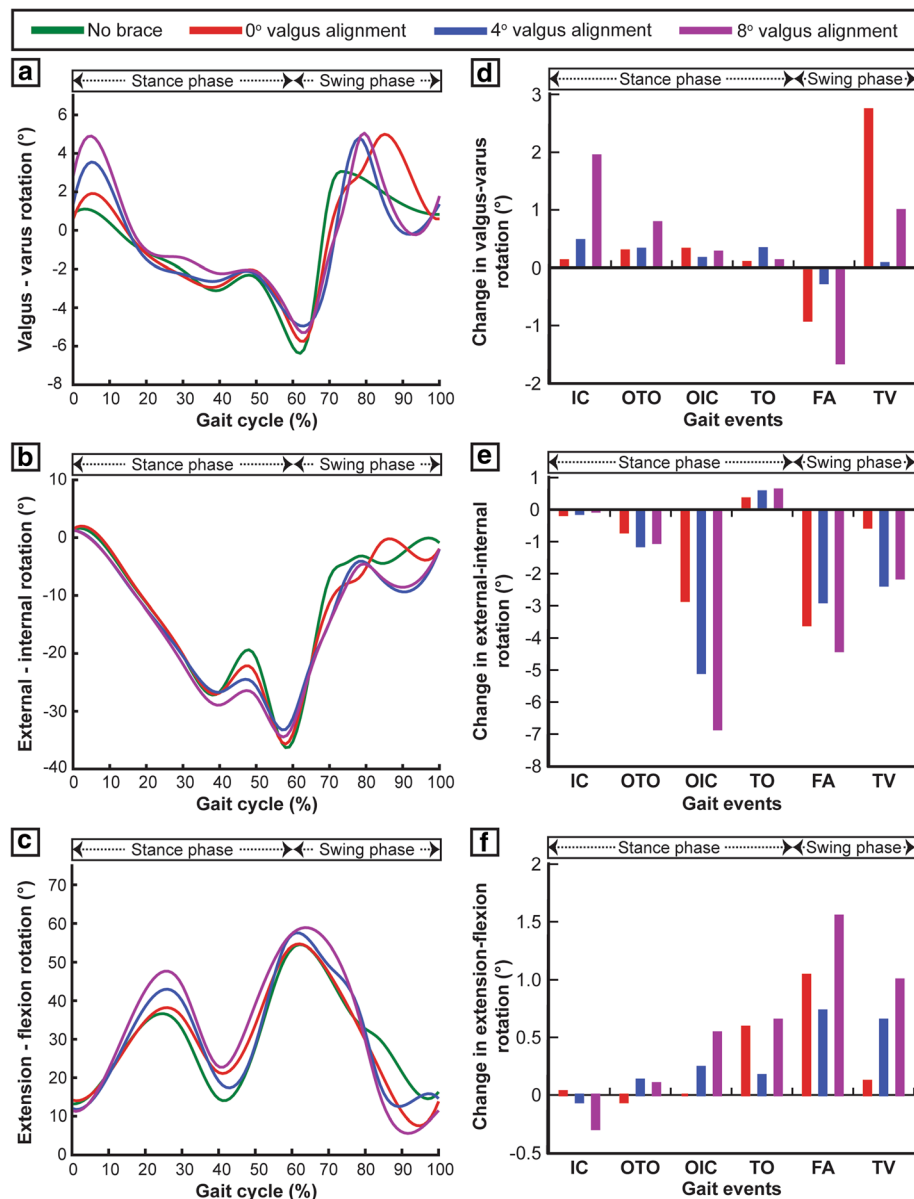 No brace 0° valgus alignment 4° valgus alignment 8° valgus alignment
a
Stance phase Swing phase
Valgus - varus rotation (°)
6
4
2
0
-2
-4
-6
-8
0 10 20 30 40 50 60 70 80 90 100
Gait cycle (%)
d
Stance phase Swing phase
Change in valgus-varus
rotation (°)
3
2
1
0
-1
-2
IC OTO OIC TO FA TV
Gait events
b
Stance phase Swing phase
External - internal rotation (°)
10
0
-10
-20
-30
-40
0 10 20 30 40 50 60 70 80 90 100
Gait cycle (%)
e
Stance phase Swing phase
Change in external-internal
rotation (°)
1
0
-1
-2
-3
-4
-5
-6
-7
-8
IC OTO OIC TO FA TV
Gait events
c
Stance phase Swing phase
Extension - flexion rotation (°)
70
60
50
40
30
20
10
0
0 10 20 30 40 50 60 70 80 90 100
Gait cycle (%)
f
Stance phase Swing phase
Change in extension-flexion
rotation (°)
2
1.5
1.0
0.5
0
-0.5
IC OTO OIC TO FA TV
Gait events